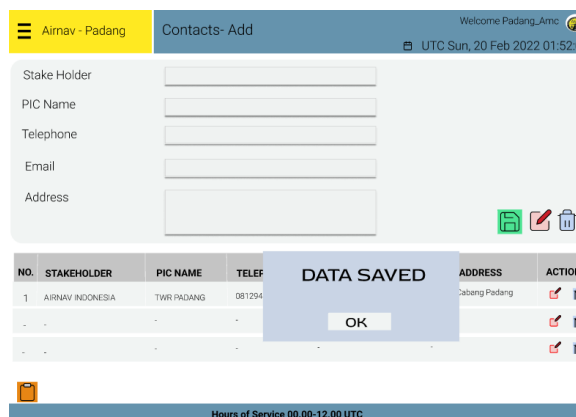 Airnav - Padang
Contacts- Add
Welcome Padang_Amc
UTC Sun, 20 Feb 2022 01:52:
Stake Holder
PIC Name
Telephone
Email
Address
NO. STAKEHOLDER PIC NAME TELEP ADDRESS ACTIO
1 AIRNAV INDONESIA TWR PADANG 081294 Cabang Padang
- - - -
- - - - - -
DATA SAVED
OK
Hours of Service 00.00-12.00 UTC